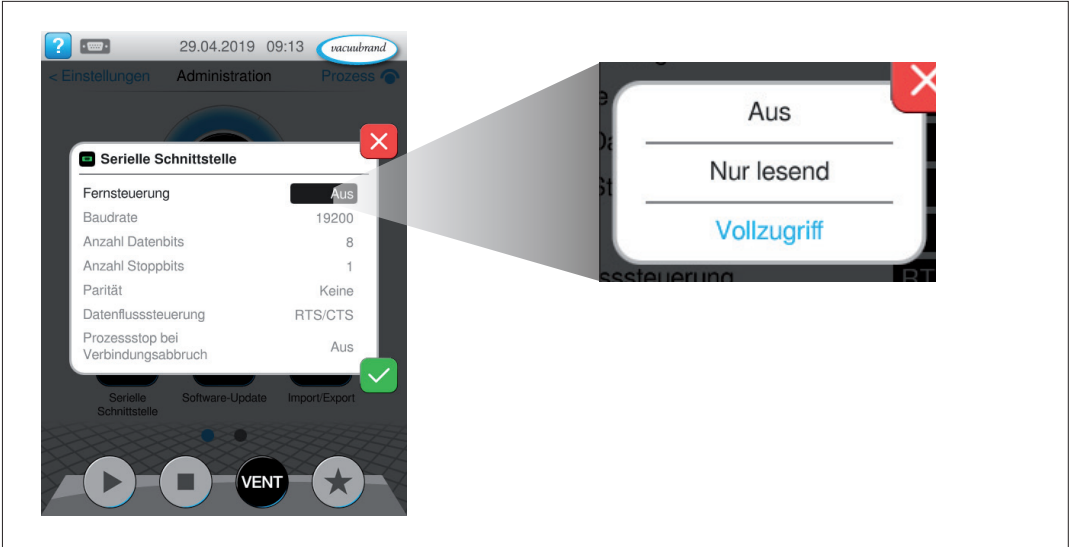 ?
29.04.2019 09:13
vacuubrand
< Einstellungen Administration Prozess
Serielle Schnittstelle
Fernsteuerung Aus
Baudrate 19200
Anzahl Datenbits 8
Anzahl Stoppbits 1
Parität Keine
Datenflusssteuerung RTS/CTS
Prozessstop bei
Verbindungsabbruch Aus
Serielle
Schnittstelle
Software-Update
Import/Export
VENT
Aus
Nur lesend
Vollzugriff
sssteuerung RT